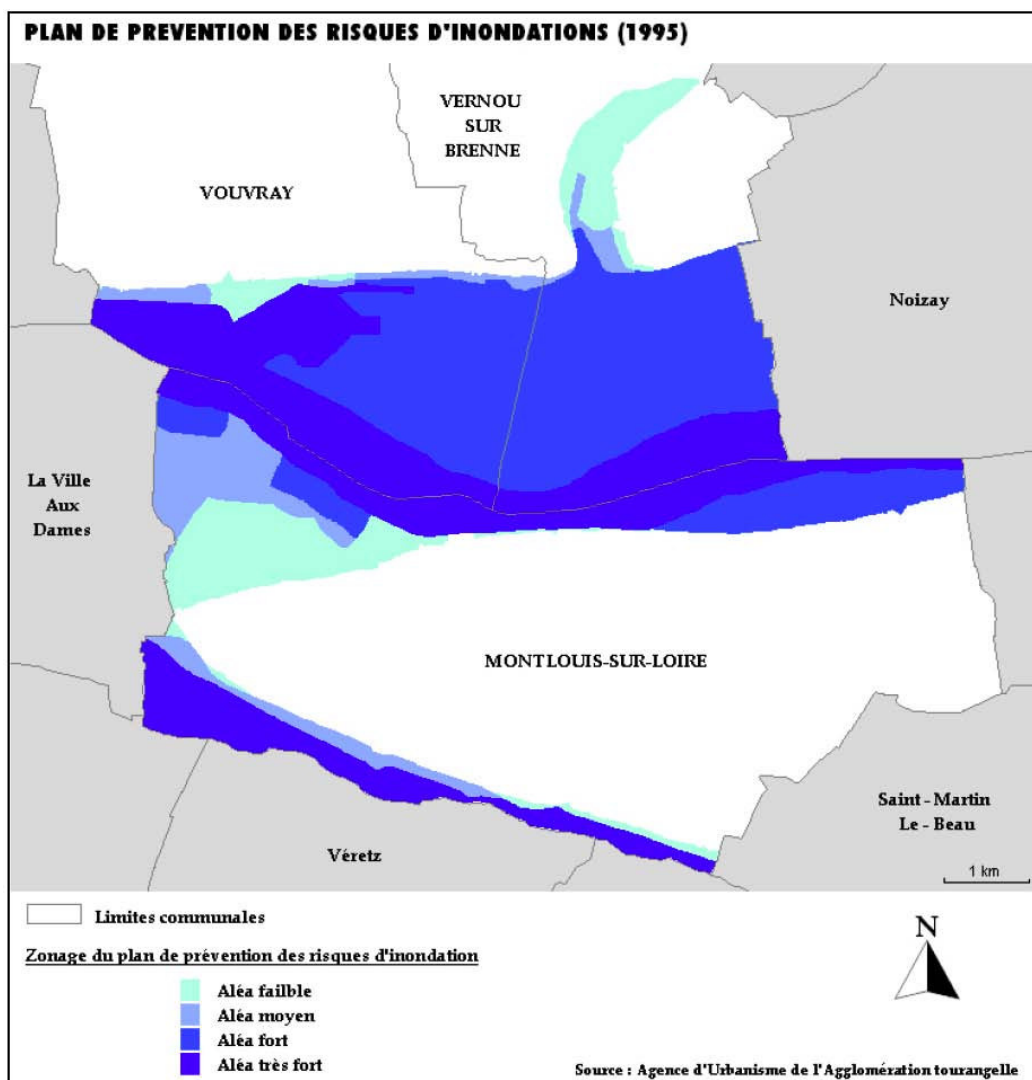 PLAN DE PREVENTION DES RISQUES D'INONDATIONS (1995)
VERNOU
SUR
BRENNE
VOUVRAY
Noizay
La Ville
Aux
Dames
MONTLOUIS-SUR-LOIRE
Saint - Martin
Le - Beau
Véretz
1 km
Limites communales
N
Zonage du plan de prévention des risques d'inondation
Aléa failble
Aléa moyen
Aléa fort
Aléa très fort
Source : Agence d'Urbanisme de l'Agglomération tourangelle